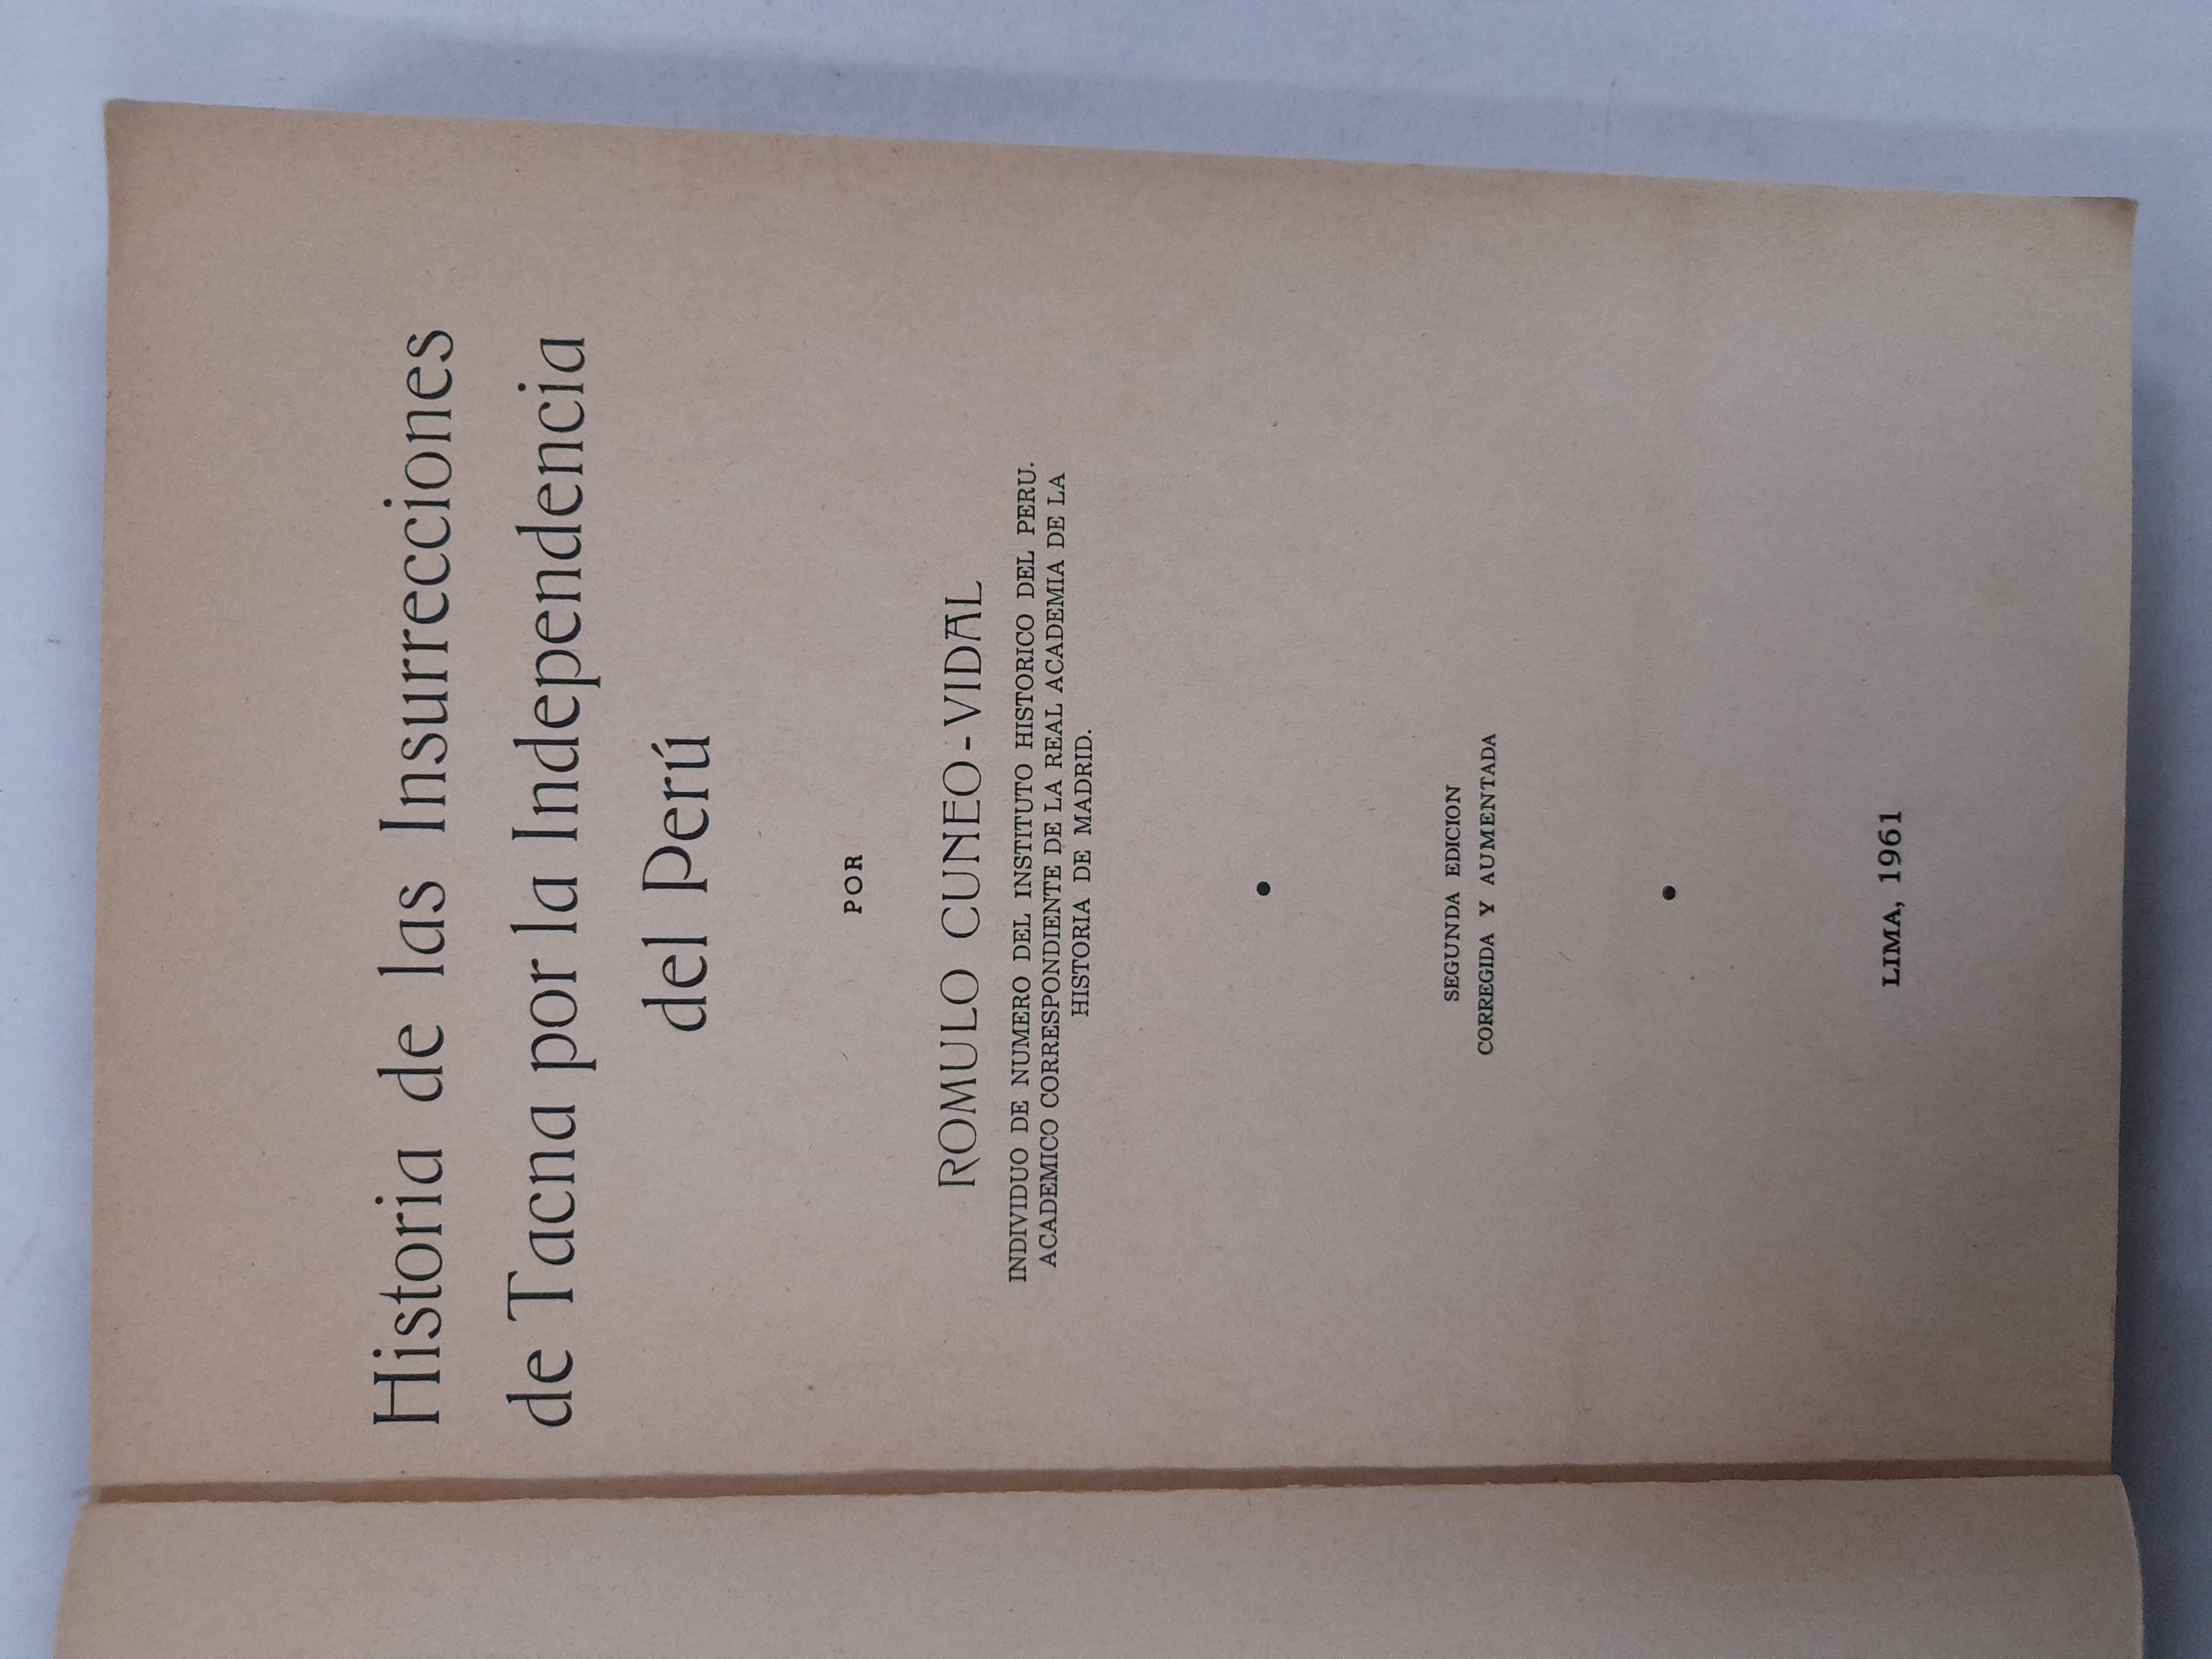 Historia de las Insurrecciones
de Tacna por la Independencia
del Perú
POR
ROMULO CUNEO-VIDAL
INDIVIDUO DE NUMERO DEL INSTITUTO HISTORICO DEL PERU.
ACADEMICO CORRESPONDIENTE DE LA REAL ACADEMIA DE LA
HISTORIA DE MADRID.
SEGUNDA EDICION
CORREGIDA Y AUMENTADA
LIMA, 1961